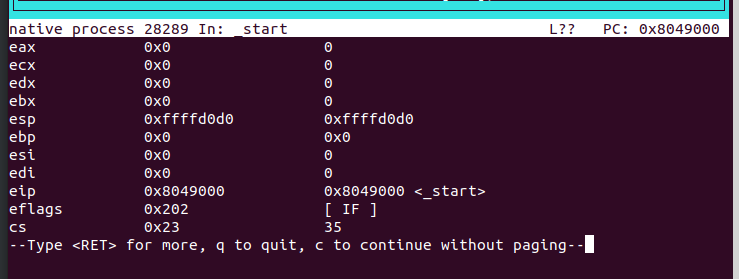 native process 28289 In: _start L?? PC: 0x8049000
eax 0x0 0
ecx 0x0 0
edx 0x0 0
ebx 0x0 0
esp 0xffffd0d0 0xffffd0d0
ebp 0x0 0x0
esi 0x0 0
edi 0x0 0
eip 0x8049000 0x8049000 <_start>
eflags 0x202 [ IF ]
cs 0x23 35
--Type <RET> for more, q to quit, c to continue without paging--